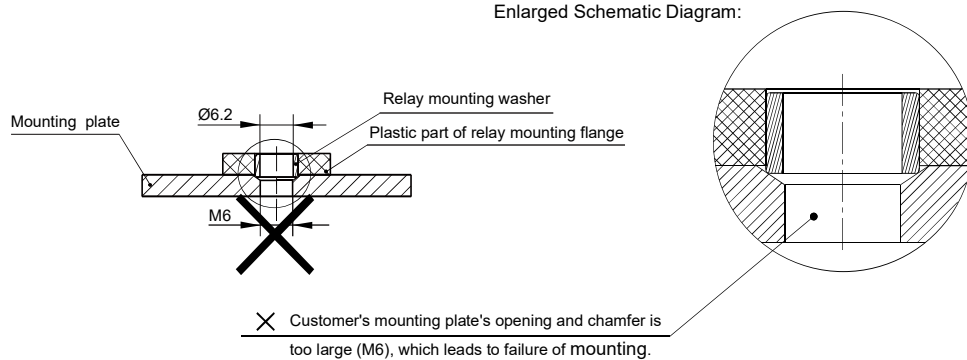 Enlarged Schematic Diagram:
Relay mounting washer
Ø6.2
Mounting plate
Plastic part of relay mounting flange
M6
Customer's mounting plate's opening and chamfer is
too large (M6), which leads to failure of mounting.